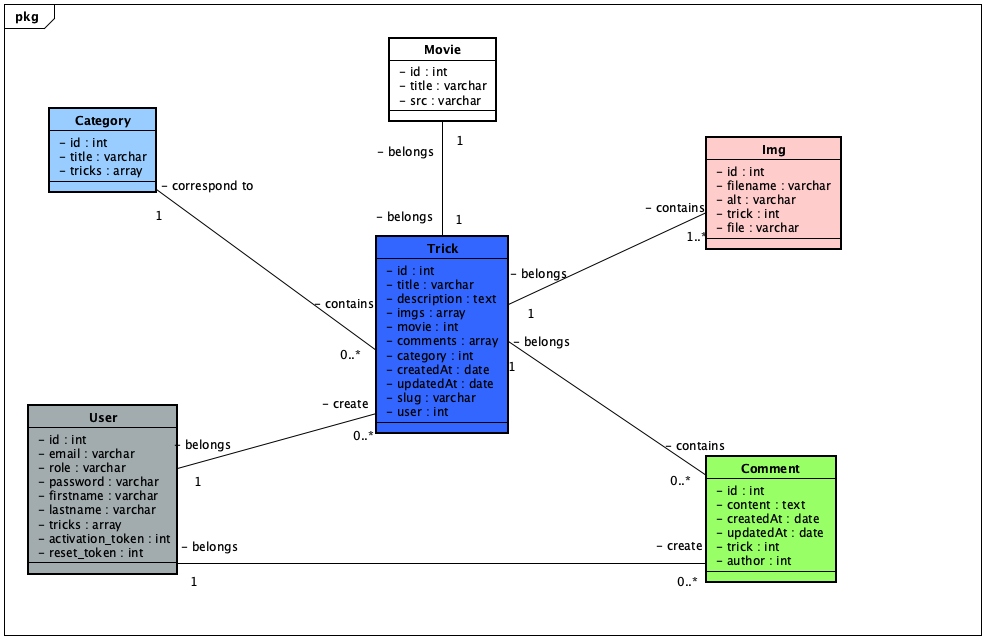 pkg
Movie
- id : int
- title : varchar
- src : varchar
Category
- id : int
- title : varchar
- tricks : array
Img
- id : int
- filename : varchar
- alt : varchar
- trick : int
- file : varchar
1
- belongs
- correspond to
1
- belongs
1
- contains
1..*
Trick
- id : int
- title : varchar
- description : text
- imgs : array
- movie : int
- comments : array
- category : int
- createdAt : date
- updatedAt : date
- slug : varchar
- user : int
- belongs
1
- contains
0..*
- belongs
1
- create
0..*
User
- id : int
- email : varchar
- role : varchar
- password : varchar
- firstname : varchar
- lastname : varchar
- tricks : array
- activation_token : int
- reset_token : int
- belongs
1
- contains
0..*
Comment
- id : int
- content : text
- createdAt : date
- updatedAt : date
- trick : int
- author : int
- belongs
1
- create
0..*